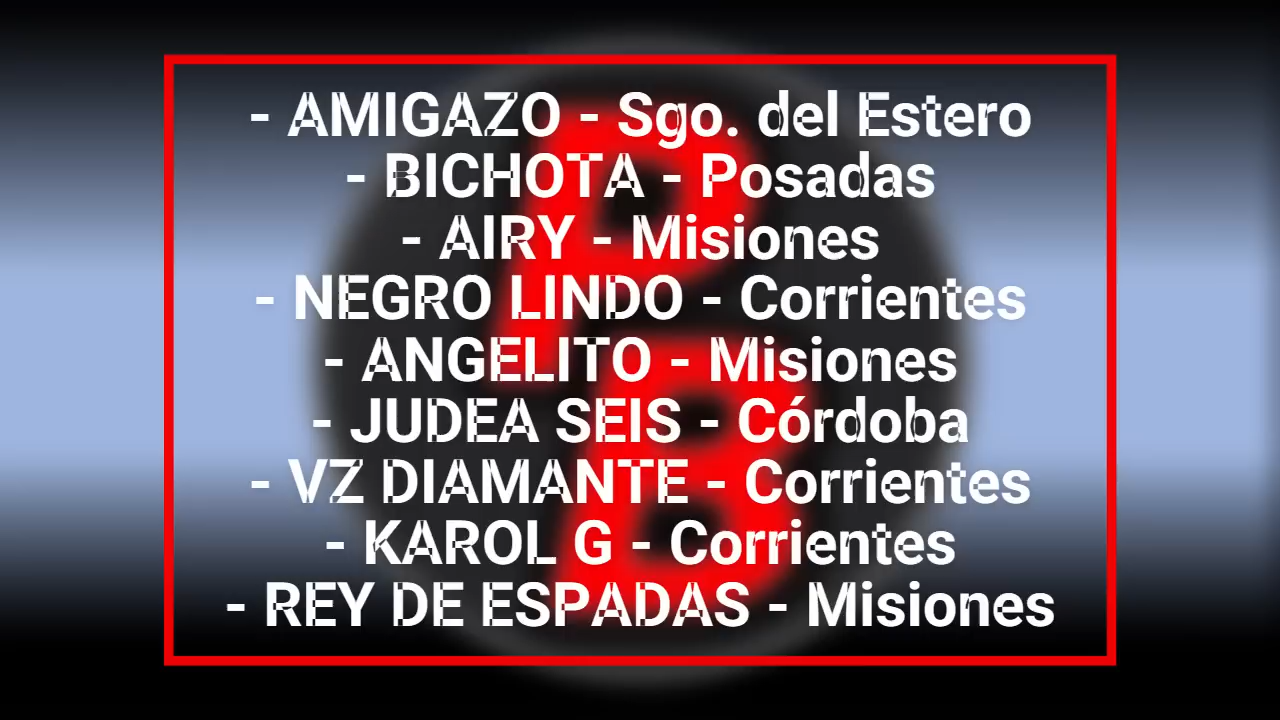 - AMIGAZO - Sgo. del Estero
- BICHOTA - Posadas
- AIRY - Misiones
- NEGRO LINDO - Corrientes
- ANGELITO - Misiones
- JUDEA SEIS - Córdoba
- VZ DIAMANTE - Corrientes
- KAROL G - Corrientes
- REY DE ESPADAS - Misiones